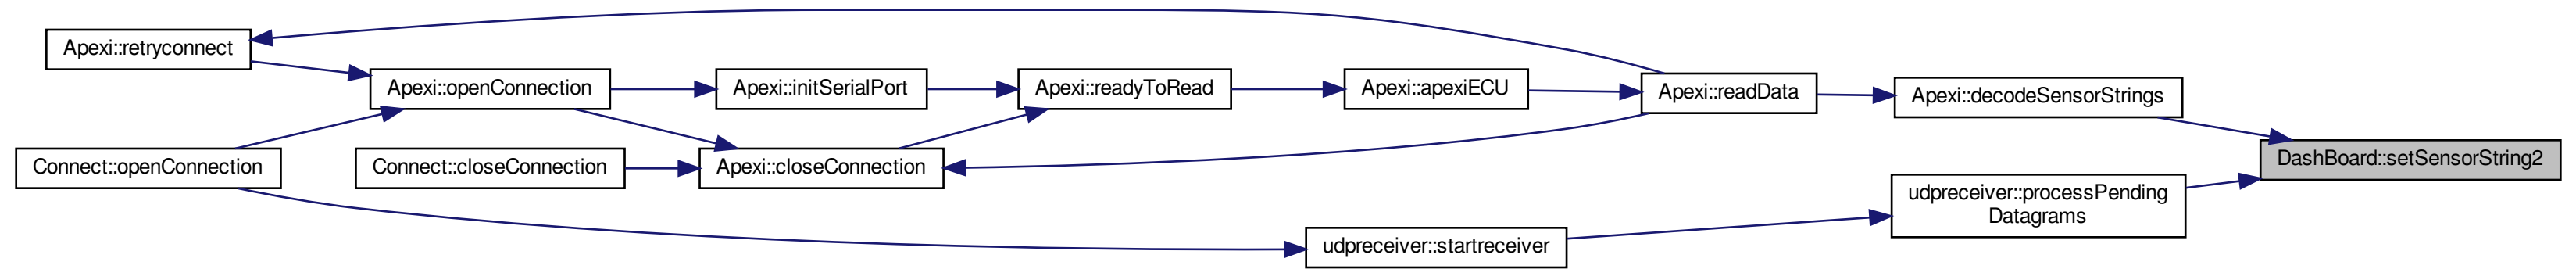 Apexi::retryconnect
Apexi::openConnection
Apexi::initSerialPort
Apexi::readyToRead
Apexi::apexiECU
Apexi::readData
Apexi::decodeSensorStrings
Connect::openConnection
Connect::closeConnection
Apexi::closeConnection
DashBoard::setSensorString2
udpreceiver::processPending
Datagrams
udpreceiver::startreceiver